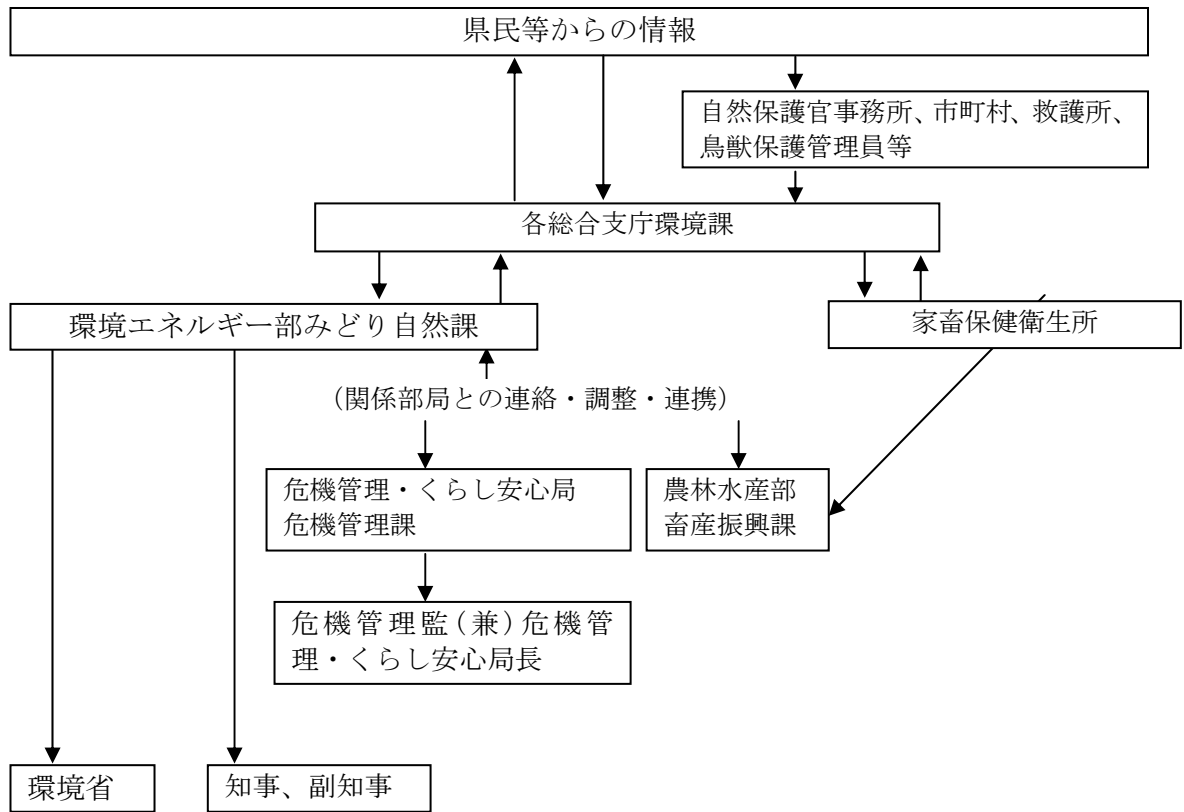 県民等からの情報
自然保護官事務所、市町村、救護所、
鳥獣保護管理員等
各総合支庁環境課
環境エネルギー部みどり自然課
家畜保健衛生所
（関係部局との連絡・調整・連携）
危機管理・くらし安心局
危機管理課
農林水産部
畜産振興課
危機管理監（兼）危機管
理・くらし安心局長
環境省
知事、副知事